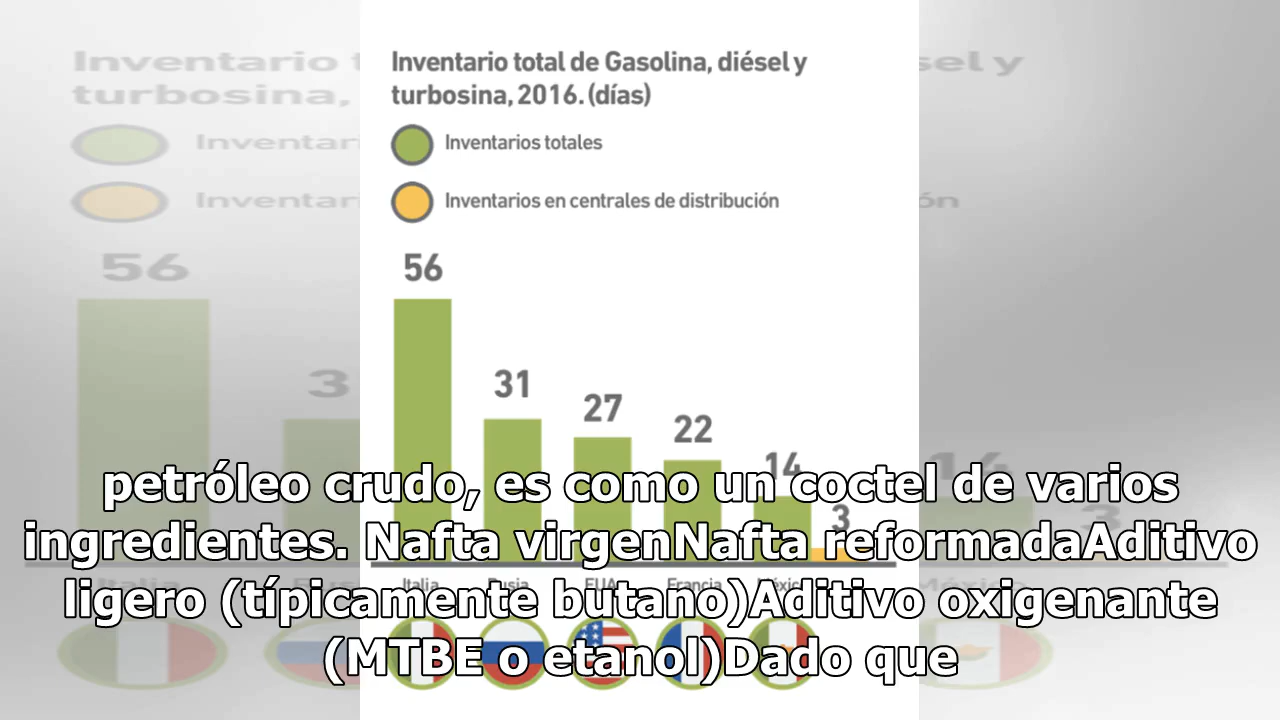 Inventario total de Gasolina, diésel y
turbosina, 2016. (días)
Inventarios totales
Inventarios en centrales de distribución
56
31
27
22
14
3
petróleo crudo, es como un coctel de varios
ingredientes. Nafta virgenNafta reformadaAditivo
ligero (típicamente butano)Aditivo oxigenante
(MTBE o etanol)Dado que
Italia Rusia EUA Francia México